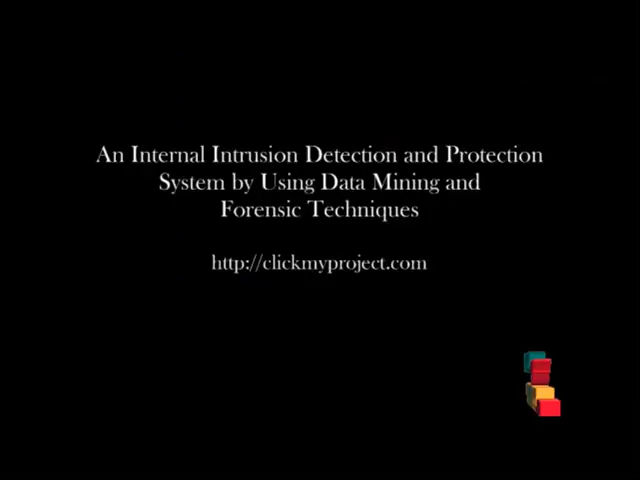 An Internal Intrusion Detection and Protection
System by Using Data Mining and
Forensic Techniques
http://clickmyproject.com